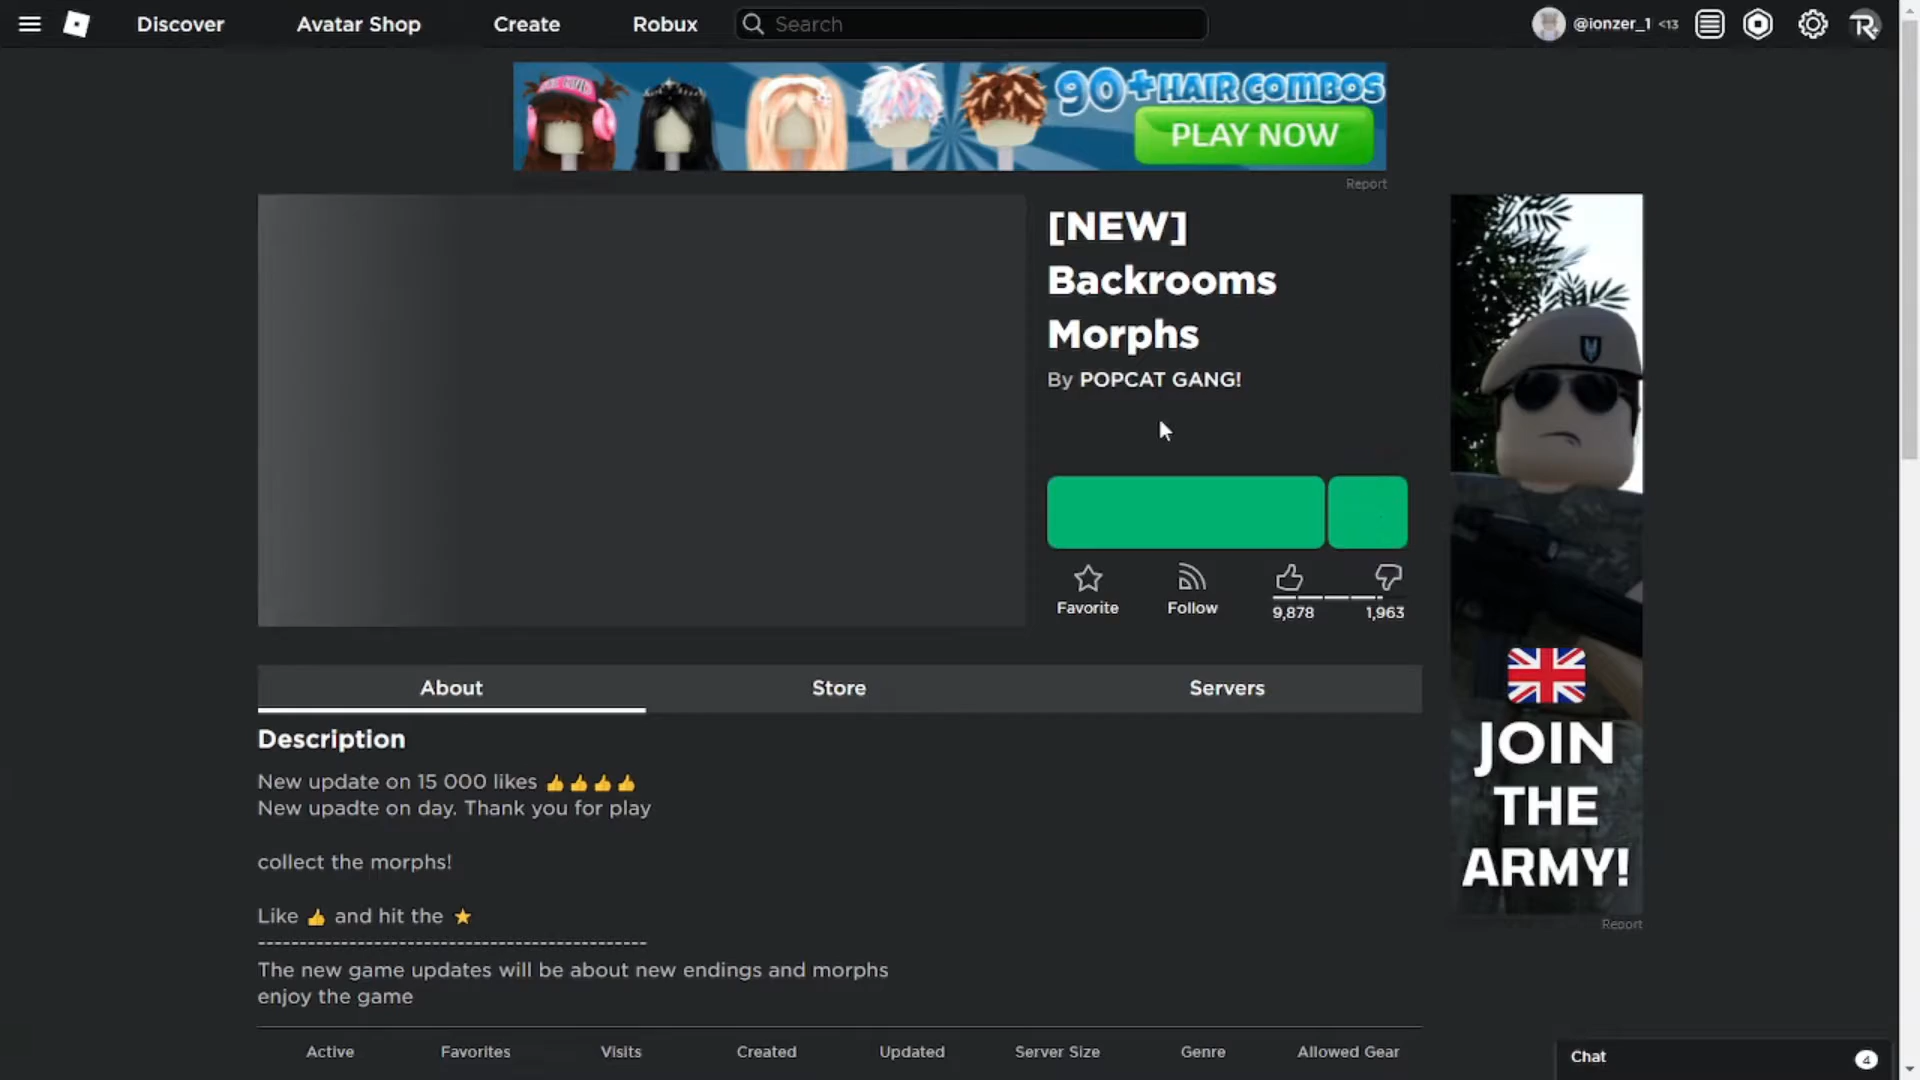 Discover
Avatar Shop
Create
Robux
Search
@ionzer_1 <13
90+ HAIR COMBOS
PLAY NOW
Report
[NEW]
Backrooms
Morphs
By POPCAT GANG!
Favorite
Follow
9,878
1,963
About
Store
Servers
Description
New update on 15 000 likes 👍👍👍👍
New upadte on day. Thank you for play
collect the morphs!
Like 👍 and hit the ⭐
-----------------------------------------------
The new game updates will be about new endings and morphs
enjoy the game
JOIN
THE
ARMY!
Report
Active
Favorites
Visits
Created
Updated
Server Size
Genre
Allowed Gear
Chat
4